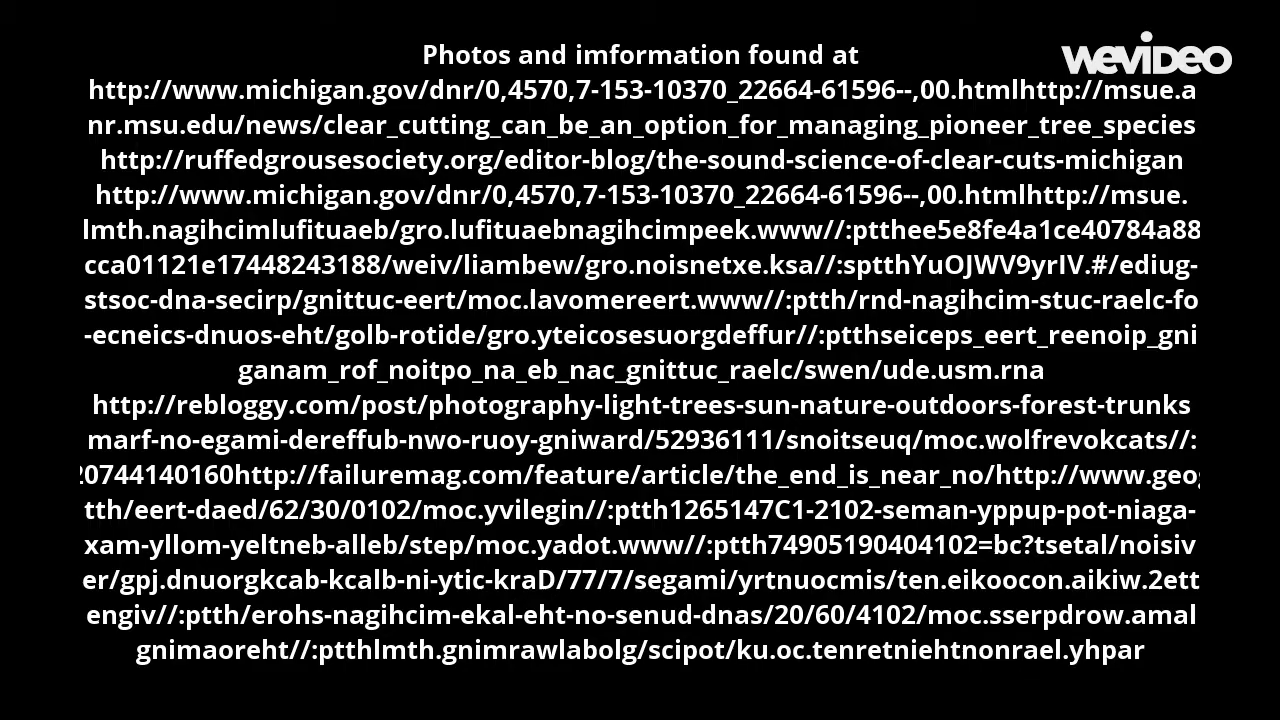 Photos and imformation found at
wevideo
http://www.michigan.gov/dnr/0,4570,7-153-10370_22664-61596--,00.htmlhttp://msue.a
nr.msu.edu/news/clear_cutting_can_be_an_option_for_managing_pioneer_tree_species
http://ruffedgrousesociety.org/editor-blog/the-sound-science-of-clear-cuts-michigan
http://www.michigan.gov/dnr/0,4570,7-153-10370_22664-61596--,00.htmlhttp://msue.
lmth.nagihcimlufituaeb/gro.lufituaebnagihcimpeek.www//:ptthee5e8fe4a1ce40784a88
cca01121e17448243188/weiv/liambew/gro.noisnetxe.ksa//:sptthYuOJWV9yrIV.#/ediug-
stsoc-dna-secirp/gnittuc-eert/moc.lavomereert.www//:ptth/rnd-nagihcim-stuc-raelc-fo
-ecneics-dnuos-eht/golb-rotide/gro.yteicosesuorgdeffur//:ptthseiceps_eert_reenoip_gni
ganam_rof_noitpo_na_eb_nac_gnittuc_raelc/swen/ude.usm.rna
http://rebloggy.com/post/photography-light-trees-sun-nature-outdoors-forest-trunks
marf-no-egami-dereffub-nwo-ruoy-gniward/52936111/snoitseuq/moc.wolfrevokcats//:
20744140160http://failuremag.com/feature/article/the_end_is_near_no/http://www.geog
tth/eert-daed/62/30/0102/moc.yvilegin//:ptth1265147C1-2102-seman-yppup-pot-niaga-
xam-yllom-yeltneb-alleb/step/moc.yadot.www//:ptth74905190404102=bc?tsetal/noisiv
er/gpj.dnuorgkcab-kcalb-ni-ytic-kraD/77/7/segami/yrtnuocmis/ten.eikoocon.aikiw.2ett
engiv//:ptth/erohs-nagihcim-ekal-eht-no-senud-dnas/20/60/4102/moc.sserpdrow.amal
gnimaoreht//:ptthlmth.gnimrawlabolg/scipot/ku.oc.tenretniehtnonrael.yhpar